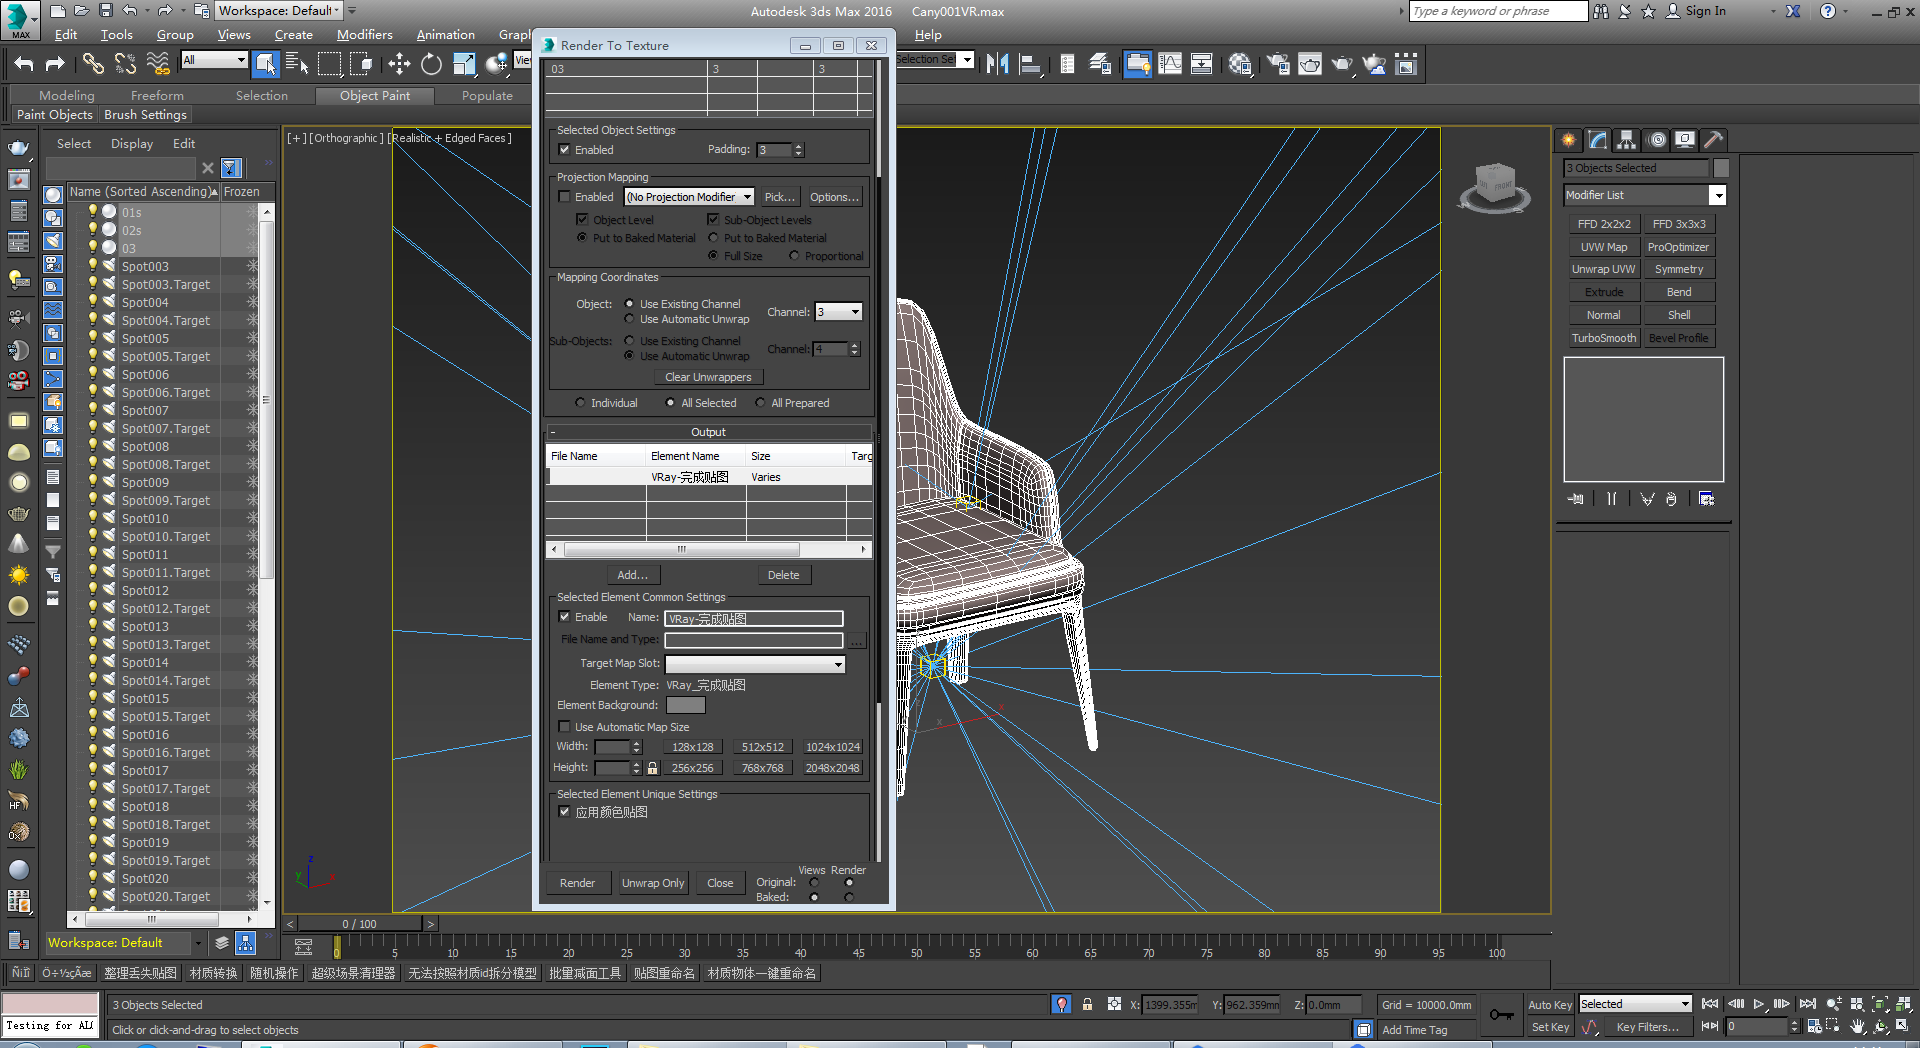 Workspace: Default
Autodesk 3ds Max 2016 Cany001VR.max
Type a keyword or phrase
Sign In
MAX
Edit Tools Group Views Create Modifiers Animation Help
All
Modeling Freeform Selection Object Paint Populate
Paint Objects Brush Settings
Select Display Edit
Name (Sorted Ascending) Frozen
01s
02s
03
Spot003
Spot003.Target
Spot004
Spot004.Target
Spot005
Spot005.Target
Spot006
Spot006.Target
Spot007
Spot007.Target
Spot008
Spot008.Target
Spot009
Spot009.Target
Spot010
Spot010.Target
Spot011
Spot011.Target
Spot012
Spot012.Target
Spot013
Spot013.Target
Spot014
Spot014.Target
Spot015
Spot015.Target
Spot016
Spot016.Target
Spot017
Spot017.Target
Spot018
Spot018.Target
Spot019
Spot019.Target
Spot020
Spot020.Target
Workspace: Default
[+] [Orthographic] [Realistic + Edged Faces]
Render To Texture
03 3 3
Selected Object Settings
Enabled Padding: 3
Projection Mapping
Enabled (No Projection Modifier Pick... Options...
Object Level Sub-Object Levels
Put to Baked Material Put to Baked Material
Full Size Proportional
Mapping Coordinates
Object: Use Existing Channel Channel: 3
Use Automatic Unwrap
Sub-Objects: Use Existing Channel Channel: 4
Use Automatic Unwrap
Clear Unwrappers
Individual All Selected All Prepared
- Output
File Name Element Name Size Targ
VRay-完成贴图 Varies
Add... Delete
Selected Element Common Settings
Enable Name: VRay-完成贴图
File Name and Type: ...
Target Map Slot:
Element Type: VRay_完成贴图
Element Background:
Use Automatic Map Size
Width: 128x128 512x512 1024x1024
Height: 256x256 768x768 2048x2048
Selected Element Unique Settings
应用颜色贴图
Views Render
Render Unwrap Only Close Original:
Baked:
FRONT
3 Objects Selected
Modifier List
FFD 2x2x2 FFD 3x3x3
UVW Map ProOptimizer
Unwrap UVW Symmetry
Extrude Bend
Normal Shell
TurboSmooth Bevel Profile
0 / 100
0 5 10 15 20 25 30 35 40 45 50 55 60 65 70 75 80 85 90 95 100
整理丢失贴图 材质转换 随机操作 超级场景清理器 无法按照材质id拆分模型 批量减面工具 贴图重命名 材质物体一键重命名
3 Objects Selected X: 1399.355m Y: 962.359mm Z: 0.0mm Grid = 10000.0mm Auto Key Selected
Testing for ALL Click or click-and-drag to select objects Add Time Tag Set Key Key Filters... 0